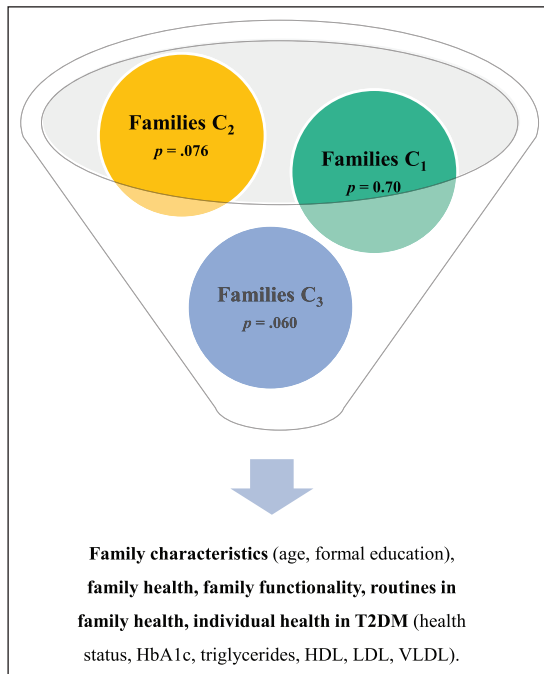 Families C₂
p = .076
Families C₁
p = 0.70
Families C₃
p = .060
Family characteristics (age, formal education),
family health, family functionality, routines in
family health, individual health in T2DM (health
status, HbA1c, triglycerides, HDL, LDL, VLDL).